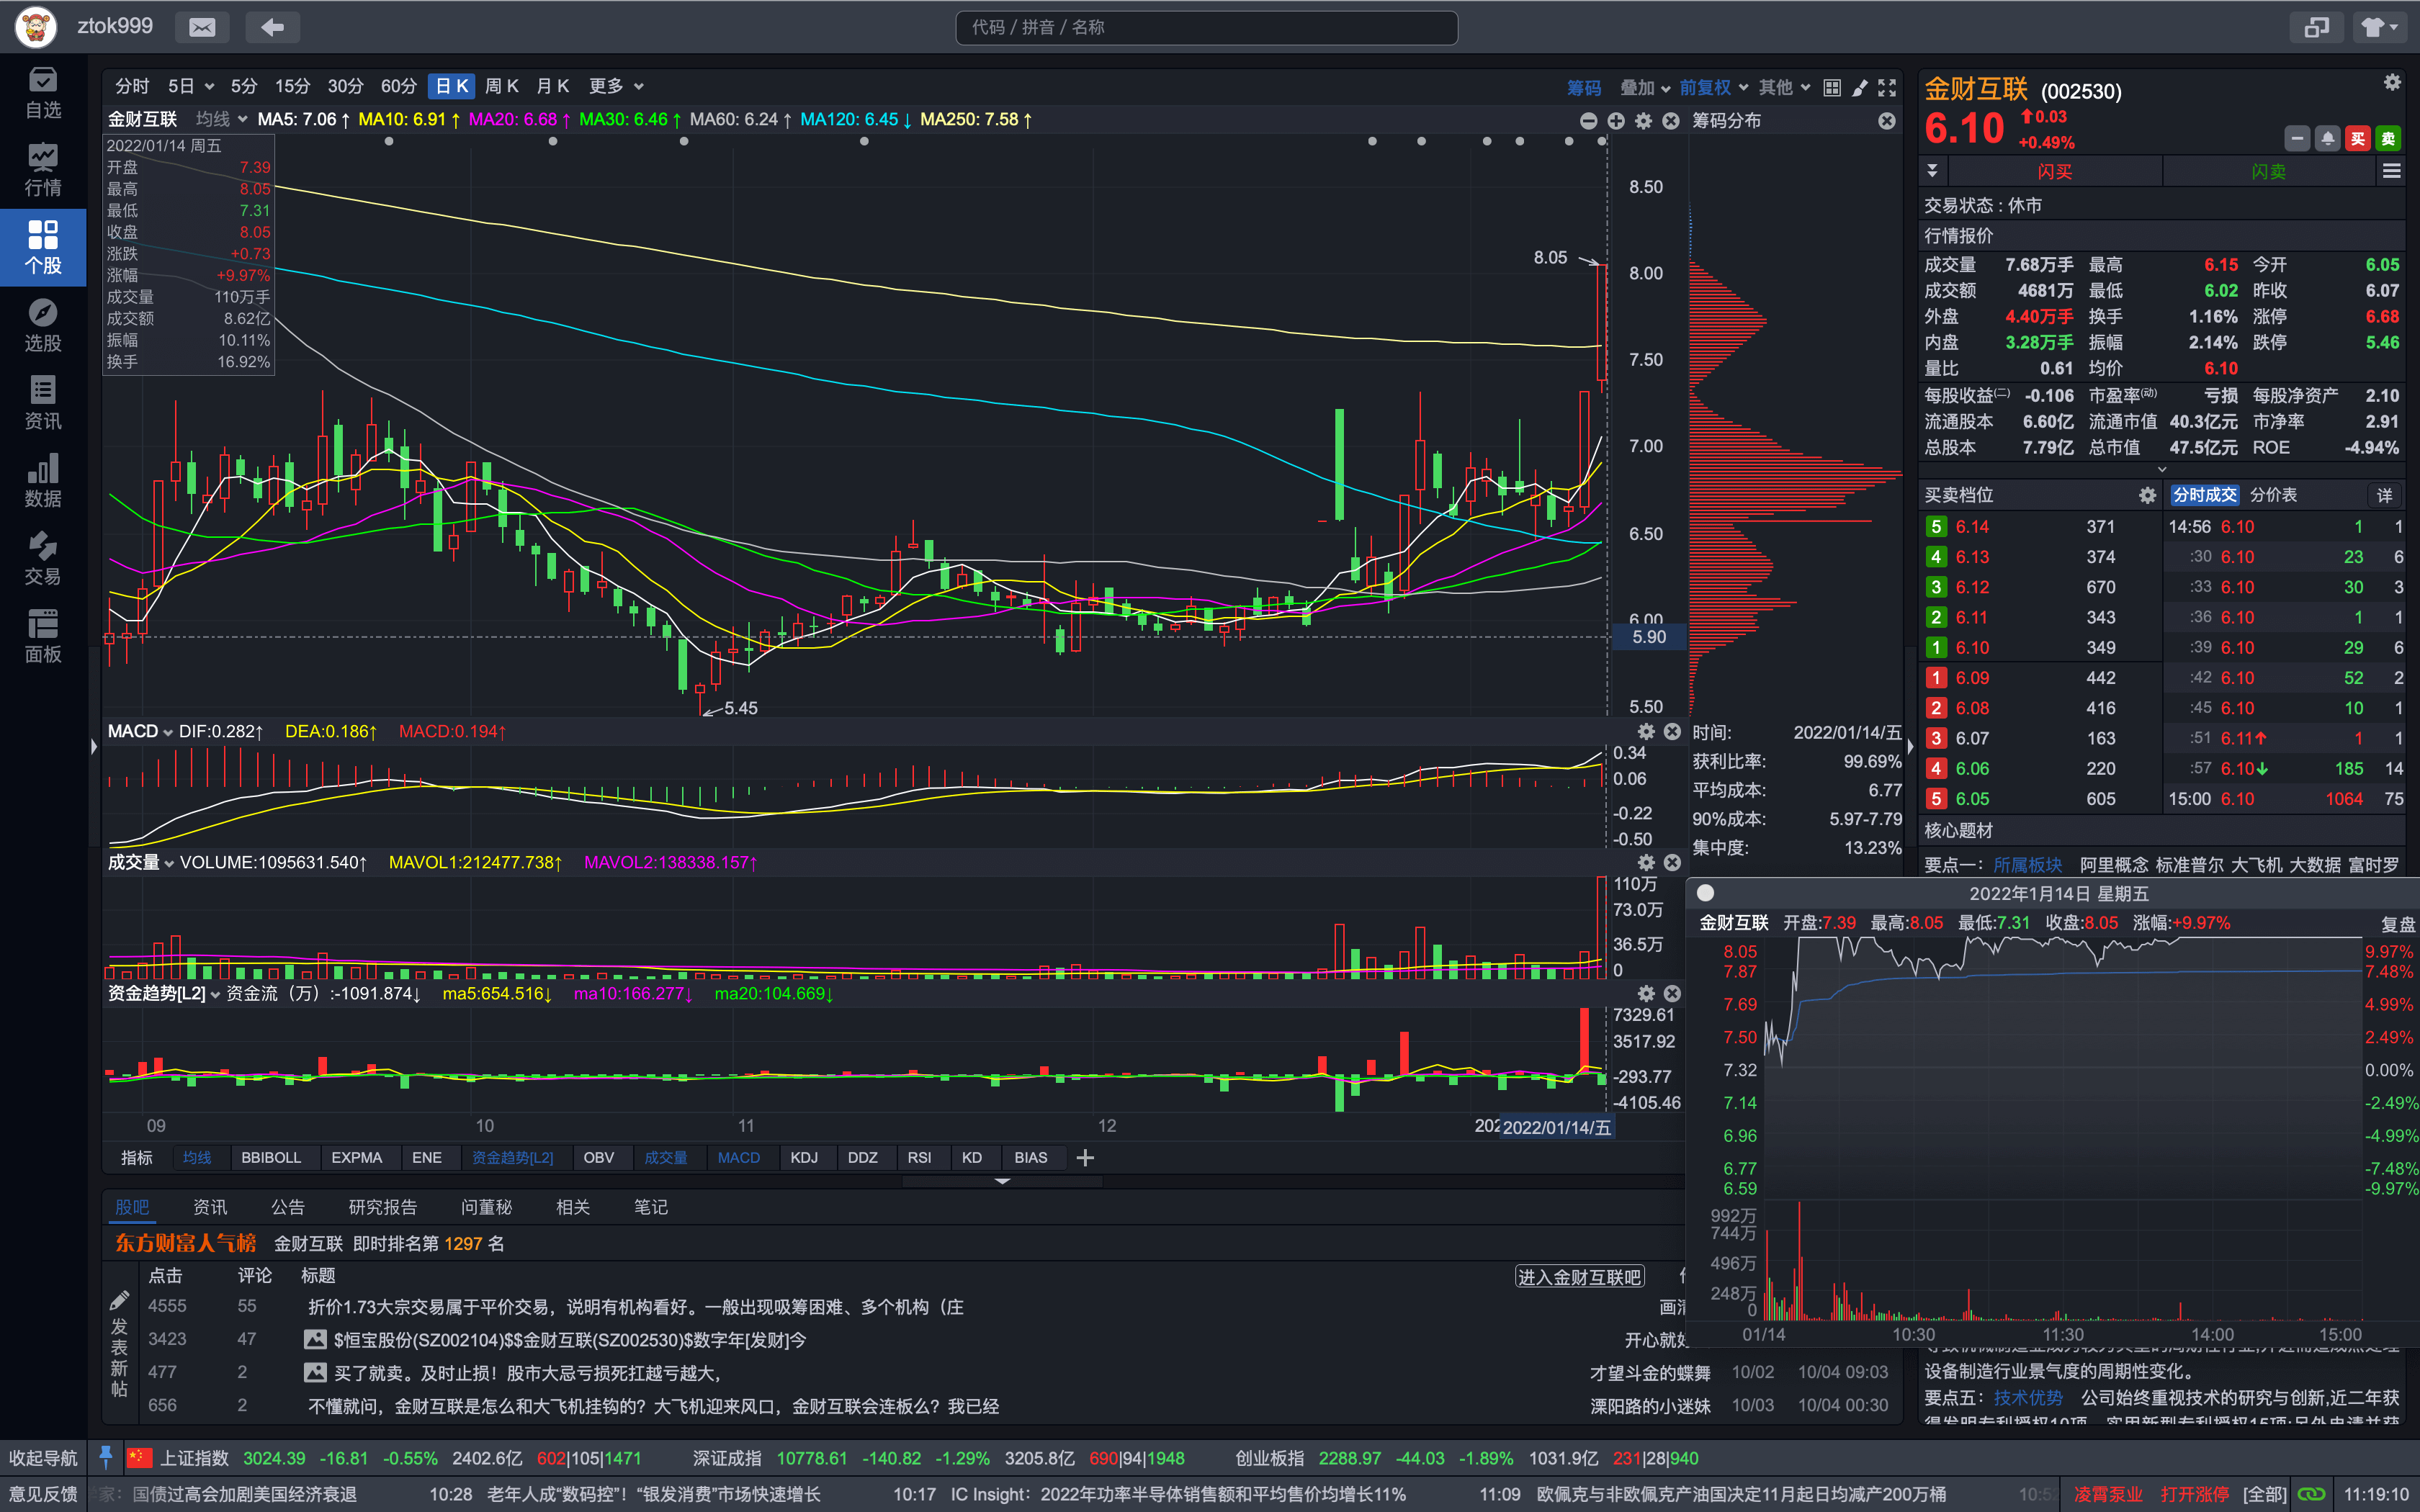 ztok999
代码 / 拼音 / 名称
自选
行情
个股
选股
资讯
数据
交易
面板
分时 5日 5分 15分 30分 60分 日K 周K 月K 更多
筹码 叠加 前复权 其他
金财互联 均线 MA5: 7.06↑ MA10: 6.91↑ MA20: 6.68↑ MA30: 6.46↑ MA60: 6.24↑ MA120: 6.45↓ MA250: 7.58↑
筹码分布
2022/01/14 周五
开盘 7.39
最高 8.05
最低 7.31
收盘 8.05
涨跌 +0.73
涨幅 +9.97%
成交量 110万手
成交额 8.62亿
振幅 10.11%
换手 16.92%
8.50
8.00
7.50
7.00
6.50
6.00
5.90
5.50
8.05
5.45
MACD DIF:0.282↑ DEA:0.186↑ MACD:0.194↑
0.34
0.06
-0.22
-0.50
成交量 VOLUME:1095631.540↑ MAVOL1:212477.738↑ MAVOL2:138338.157↑
110万
73.0万
36.5万
0
资金趋势[L2] 资金流（万）:-1091.874↓ ma5:654.516↓ ma10:166.277↓ ma20:104.669↓
7329.61
3517.92
-293.77
-4105.46
09 10 11 12 202 2022/01/14/五
时间: 2022/01/14/五
获利比率: 99.69%
平均成本: 6.77
90%成本: 5.97-7.79
集中度: 13.23%
指标 均线 BBIBOLL EXPMA ENE 资金趋势[L2] OBV 成交量 MACD KDJ DDZ RSI KD BIAS
股吧 资讯 公告 研究报告 问董秘 相关 笔记
东方财富人气榜 金财互联 即时排名第 1297 名
点击 评论 标题 进入金财互联吧
发表新帖
4555 55 折价1.73大宗交易属于平价交易，说明有机构看好。一般出现吸筹困难、多个机构（庄
3423 47 $恒宝股份(SZ002104)$$金财互联(SZ002530)$数字年[发财]今 开心就好
477 2 买了就卖。及时止损！股市大忌亏损死扛越亏越大， 才望斗金的蝶舞 10/02 10/04 09:03
656 2 不懂就问，金财互联是怎么和大飞机挂钩的？大飞机迎来风口，金财互联会连板么？我已经 溧阳路的小迷妹 10/03 10/04 00:30
金财互联 (002530)
6.10 0.03
+0.49%
买 卖
闪买 闪卖
交易状态 : 休市
行情报价
成交量 7.68万手 最高 6.15 今开 6.05
成交额 4681万 最低 6.02 昨收 6.07
外盘 4.40万手 换手 1.16% 涨停 6.68
内盘 3.28万手 振幅 2.14% 跌停 5.46
量比 0.61 均价 6.10
每股收益(二) -0.106 市盈率(动) 亏损 每股净资产 2.10
流通股本 6.60亿 流通市值 40.3亿元 市净率 2.91
总股本 7.79亿 总市值 47.5亿元 ROE -4.94%
买卖档位 分时成交 分价表 详
5 6.14 371 14:56 6.10 1 1
4 6.13 374 :30 6.10 23 6
3 6.12 670 :33 6.10 30 3
2 6.11 343 :36 6.10 1 1
1 6.10 349 :39 6.10 29 6
1 6.09 442 :42 6.10 52 2
2 6.08 416 :45 6.10 10 1
3 6.07 163 :51 6.11↑ 1 1
4 6.06 220 :57 6.10↓ 185 14
5 6.05 605 15:00 6.10 1064 75
核心题材
要点一： 所属板块 阿里概念 标准普尔 大飞机 大数据 富时罗
2022年1月14日 星期五
金财互联 开盘:7.39 最高:8.05 最低:7.31 收盘:8.05 涨幅:+9.97% 复盘
8.05 9.97%
7.87 7.48%
7.69 4.99%
7.50 2.49%
7.32 0.00%
7.14 -2.49%
6.96 -4.99%
6.77 -7.48%
6.59 -9.97%
992万
744万
496万
248万
0
01/14 10:30 11:30 14:00 15:00
设备制造行业景气度的周期性变化。
要点五： 技术优势 公司始终重视技术的研究与创新,近二年获
得发明专利授权10项，实用新型专利授权15项;另外申请并获
收起导航 上证指数 3024.39 -16.81 -0.55% 2402.6亿 602|105|1471 深证成指 10778.61 -140.82 -1.29% 3205.8亿 690|94|1948 创业板指 2288.97 -44.03 -1.89% 1031.9亿 231|28|940
意见反馈 家: 国债过高会加剧美国经济衰退 10:28 老年人成“数码控”！“银发消费”市场快速增长 10:17 IC Insight：2022年功率半导体销售额和平均售价均增长11% 11:09 欧佩克与非欧佩克产油国决定11月起日均减产200万桶 凌霄泵业 打开涨停 [全部] 11:19:10